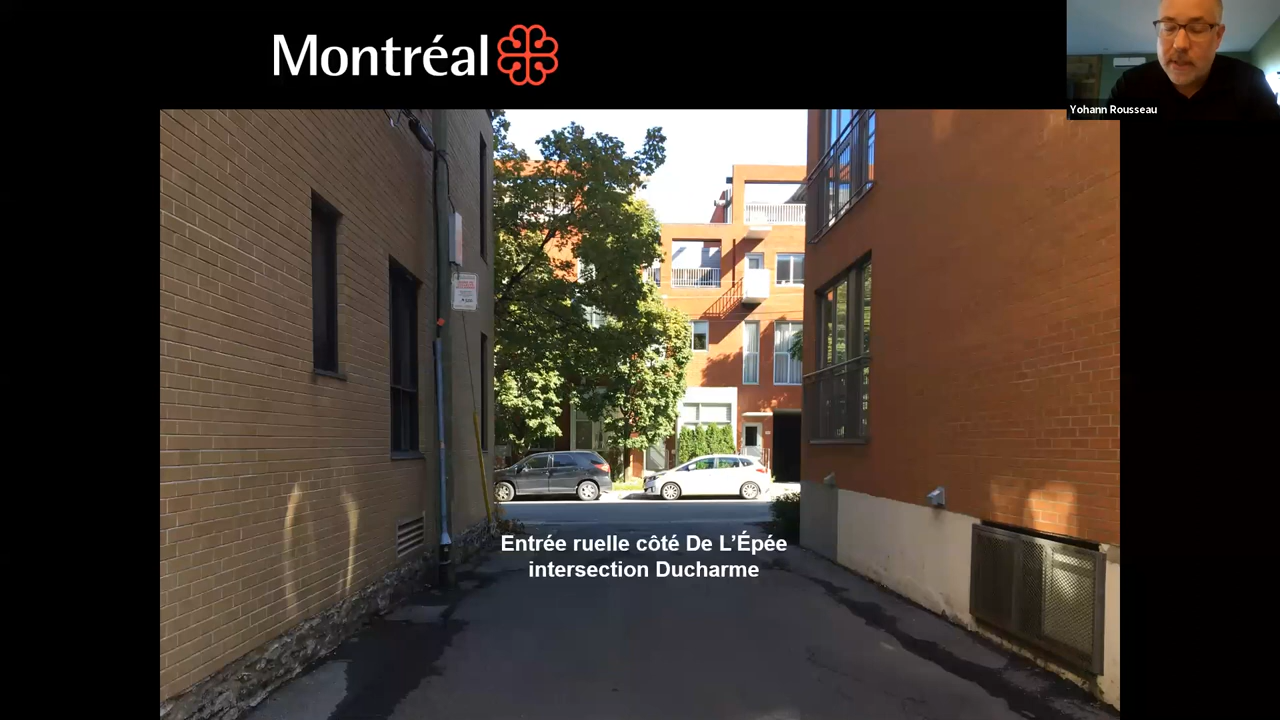 Montréal
Yohann Rousseau
Entrée ruelle côté De L'Épée
intersection Ducharme